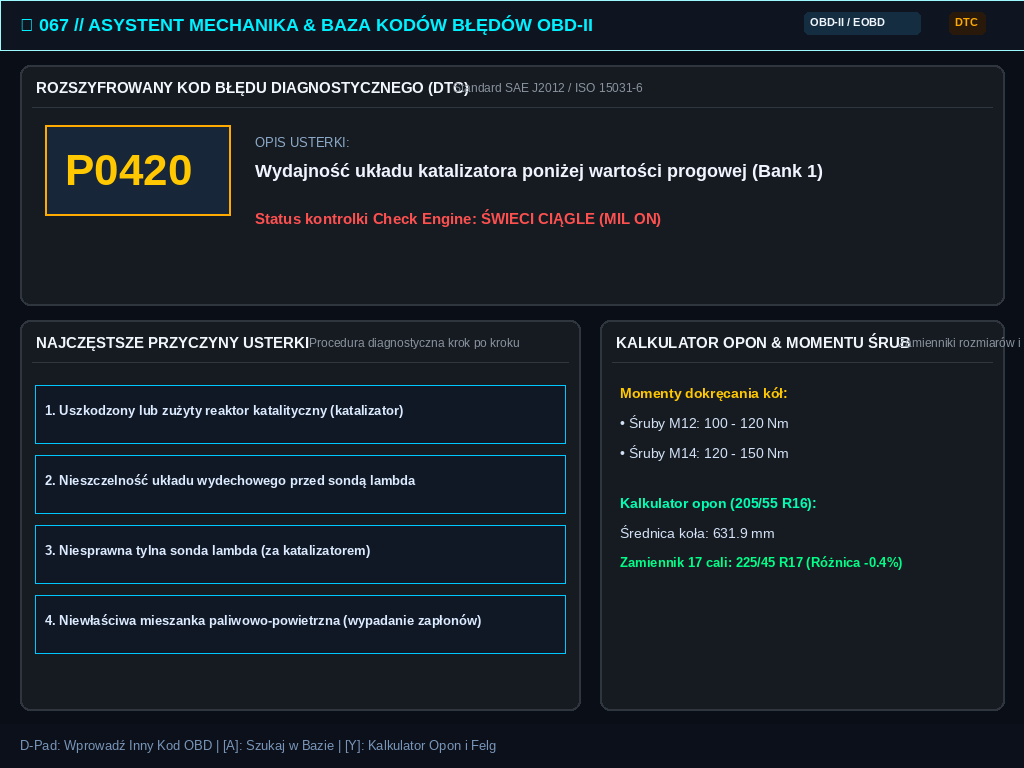 067 // ASYSTENT MECHANIKA & BAZA KODÓW BŁĘDÓW OBD-II
OBD-II / EOBD
DTC
ROZSZYFROWANY KOD BŁĘDU DIAGNOSTYCZNEGO (DTC)
Standard SAE J2012 / ISO 15031-6
P0420
OPIS USTERKI:
Wydajność układu katalizatora poniżej wartości progowej (Bank 1)
Status kontrolki Check Engine: ŚWIECI CIĄGLE (MIL ON)
NAJCZĘSTSZE PRZYCZYNY USTERKI
Procedura diagnostyczna krok po kroku
1. Uszkodzony lub zużyty reaktor katalityczny (katalizator)
2. Nieszczelność układu wydechowego przed sondą lambda
3. Niesprawna tylna sonda lambda (za katalizatorem)
4. Niewłaściwa mieszanka paliwowo-powietrzna (wypadanie zapłonów)
KALKULATOR OPON & MOMENTU ŚRUB
Zamienniki rozmiarów i
Momenty dokręcania kół:
• Śruby M12: 100 - 120 Nm
• Śruby M14: 120 - 150 Nm
Kalkulator opon (205/55 R16):
Średnica koła: 631.9 mm
Zamiennik 17 cali: 225/45 R17 (Różnica -0.4%)
D-Pad: Wprowadź Inny Kod OBD | [A]: Szukaj w Bazie | [Y]: Kalkulator Opon i Felg